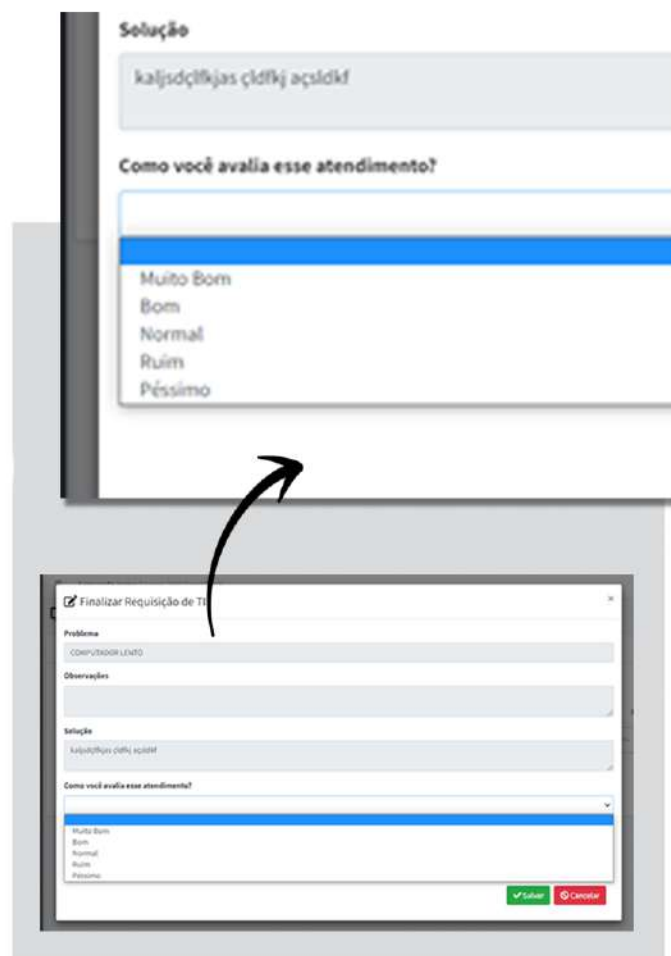 Solução
kaljsdçlfkjas çldfkj açsldkf
Como você avalia esse atendimento?
Muito Bom
Bom
Normal
Ruim
Péssimo
Finalizar Requisição de TI
Problema
COMPUTADOR LENTO
Observações
Solução
kaljsdçlfkjas çldfkj açsldkf
Como você avalia esse atendimento?
Muito Bom
Bom
Normal
Ruim
Péssimo
Salvar
Cancelar